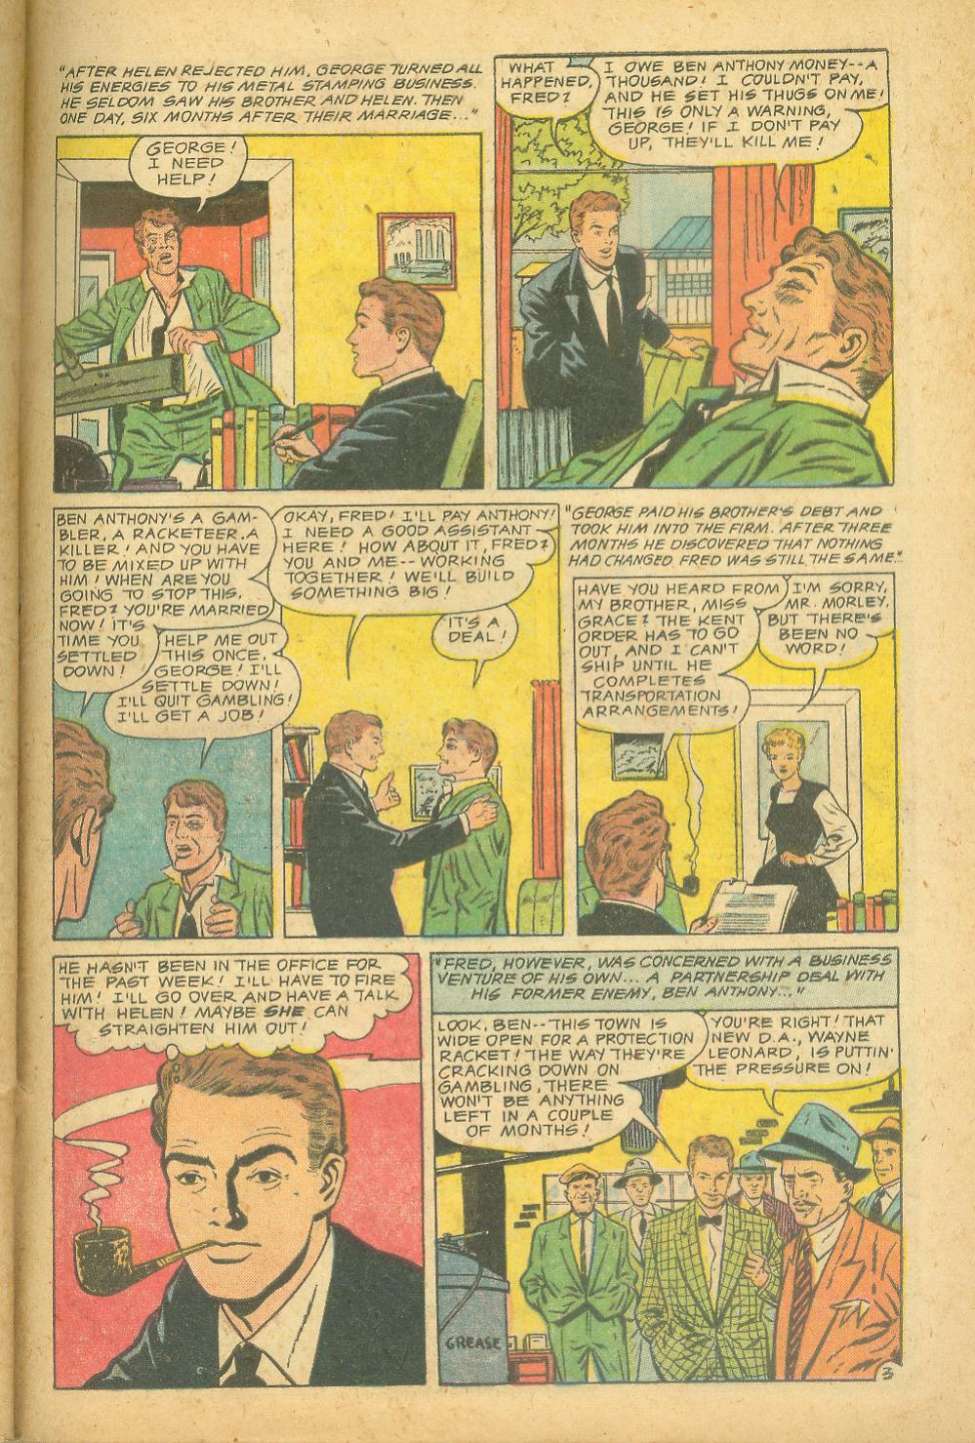 "AFTER HELEN REJECTED HIM, GEORGE TURNED ALL
HIS ENERGIES TO HIS METAL STAMPING BUSINESS.
HE SELDOM SAW HIS BROTHER AND HELEN. THEN
ONE DAY, SIX MONTHS AFTER THEIR MARRIAGE..."
GEORGE!
I NEED
HELP!
WHAT
HAPPENED,
FRED?
I OWE BEN ANTHONY MONEY--A
THOUSAND! I COULDN'T PAY,
AND HE SET HIS THUGS ON ME!
THIS IS ONLY A WARNING,
GEORGE! IF I DON'T PAY
UP, THEY'LL KILL ME!
BEN ANTHONY'S A GAM-
BLER, A RACKETEER, A
KILLER! AND YOU HAVE
TO BE MIXED UP WITH
HIM! WHEN ARE YOU
GOING TO STOP THIS,
FRED? YOU'RE MARRIED
NOW! IT'S
TIME YOU
SETTLED
DOWN!
HELP ME OUT
THIS ONCE,
GEORGE! I'LL
SETTLE DOWN!
I'LL QUIT GAMBLING!
I'LL GET A JOB!
OKAY, FRED! I'LL PAY ANTHONY!
I NEED A GOOD ASSISTANT
HERE! HOW ABOUT IT, FRED?
YOU AND ME-- WORKING
TOGETHER! WE'LL BUILD
SOMETHING BIG!
IT'S A
DEAL!
"GEORGE PAID HIS BROTHER'S DEBT AND
TOOK HIM INTO THE FIRM. AFTER THREE
MONTHS HE DISCOVERED THAT NOTHING
HAD CHANGED FRED WAS STILL THE SAME."
HAVE YOU HEARD FROM
MY BROTHER, MISS
GRACE? THE KENT
ORDER HAS TO GO
OUT, AND I CAN'T
SHIP UNTIL HE
COMPLETES
TRANSPORTATION
ARRANGEMENTS!
I'M SORRY,
MR. MORLEY,
BUT THERE'S
BEEN NO
WORD!
HE HASN'T BEEN IN THE OFFICE FOR
THE PAST WEEK! I'LL HAVE TO FIRE
HIM! I'LL GO OVER AND HAVE A TALK
WITH HELEN! MAYBE SHE CAN
STRAIGHTEN HIM OUT!
"FRED, HOWEVER, WAS CONCERNED WITH A BUSINESS
VENTURE OF HIS OWN... A PARTNERSHIP DEAL WITH
HIS FORMER ENEMY, BEN ANTHONY..."
LOOK, BEN-- THIS TOWN IS
WIDE OPEN FOR A PROTECTION
RACKET! THE WAY THEY'RE
CRACKING DOWN ON
GAMBLING, THERE
WON'T BE ANYTHING
LEFT IN A COUPLE
OF MONTHS!
YOU'RE RIGHT! THAT
NEW D.A., WAYNE
LEONARD, IS PUTTIN'
THE PRESSURE ON!
GREASE
3